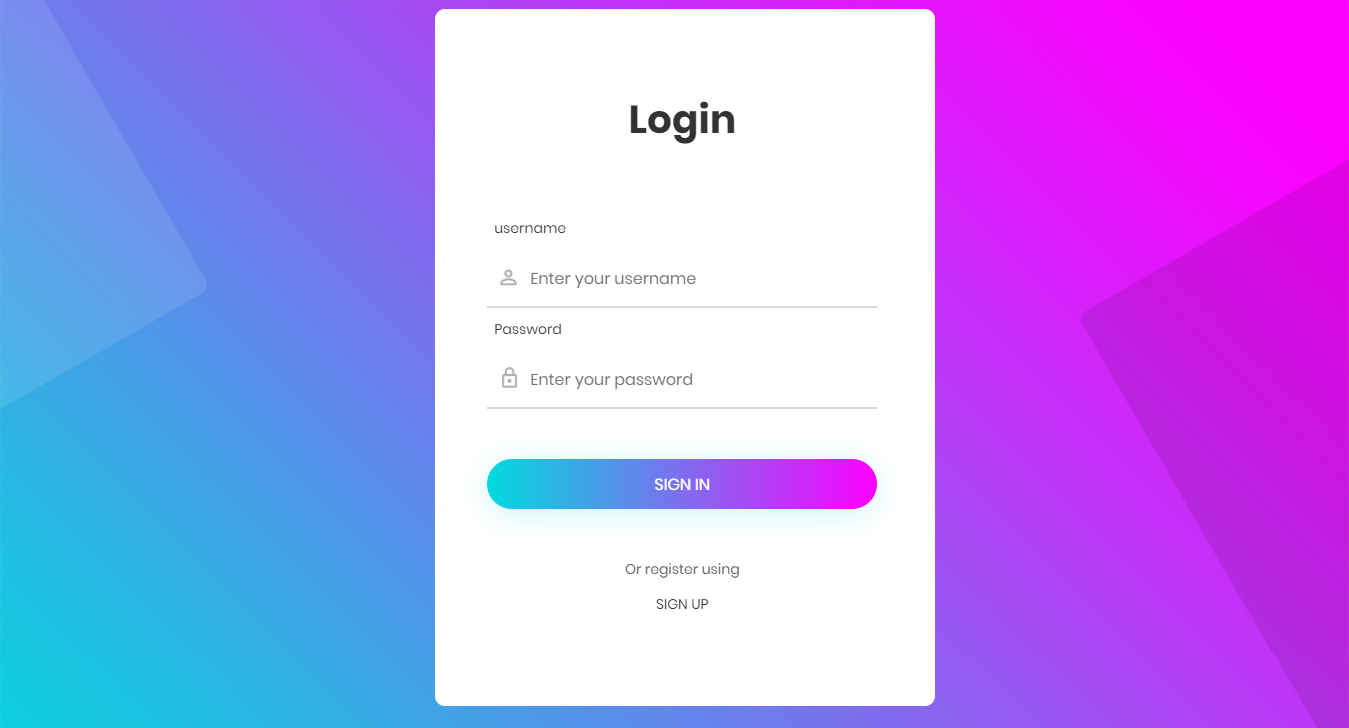 Login
username
Enter your username
Password
Enter your password
SIGN IN
Or register using
SIGN UP